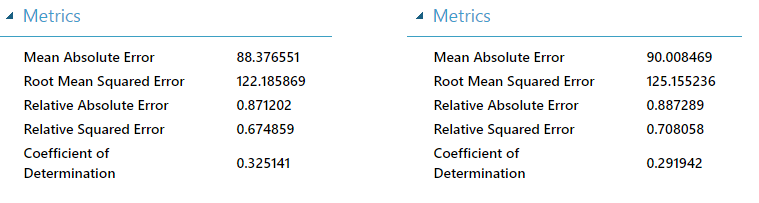 Metrics
Mean Absolute Error 88.376551
Root Mean Squared Error 122.185869
Relative Absolute Error 0.871202
Relative Squared Error 0.674859
Coefficient of
Determination 0.325141
Metrics
Mean Absolute Error 90.008469
Root Mean Squared Error 125.155236
Relative Absolute Error 0.887289
Relative Squared Error 0.708058
Coefficient of
Determination 0.291942